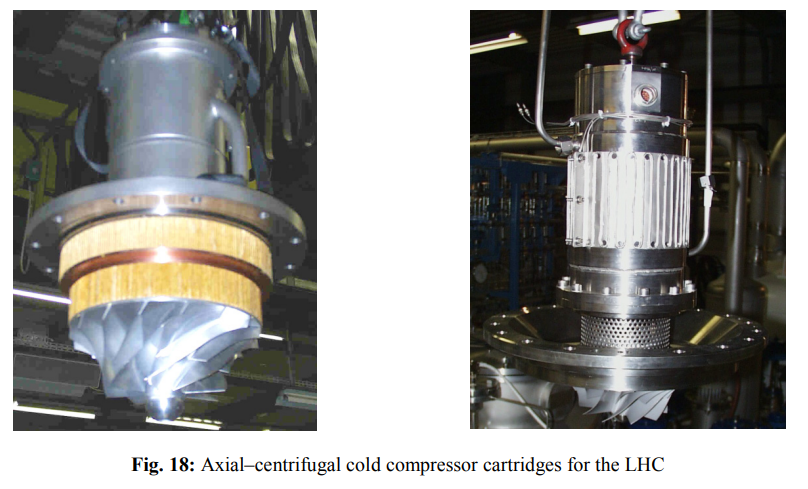 Fig. 18: Axial–centrifugal cold compressor cartridges for the LHC